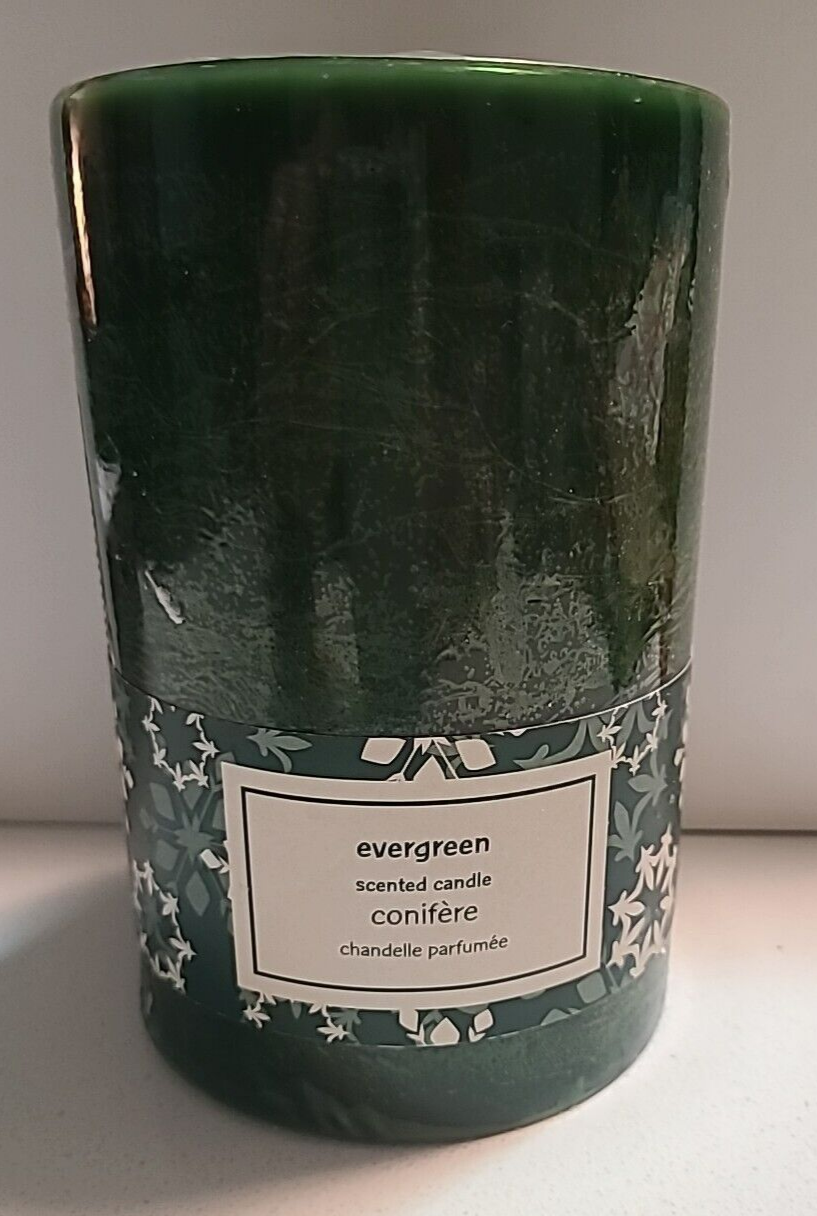 evergreen
scented candle
conifère
chandelle parfumée